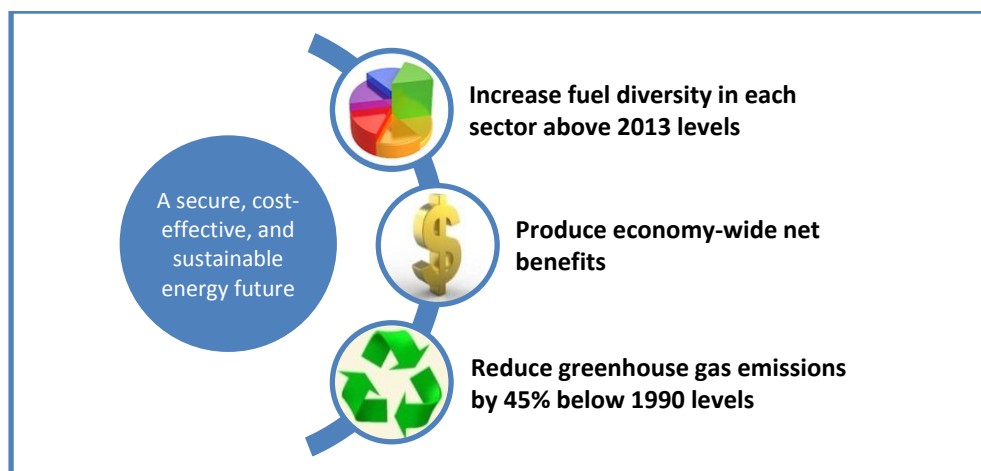 A secure, cost-
effective, and
sustainable
energy future
Increase fuel diversity in each
sector above 2013 levels
Produce economy-wide net
benefits
Reduce greenhouse gas emissions
by 45% below 1990 levels